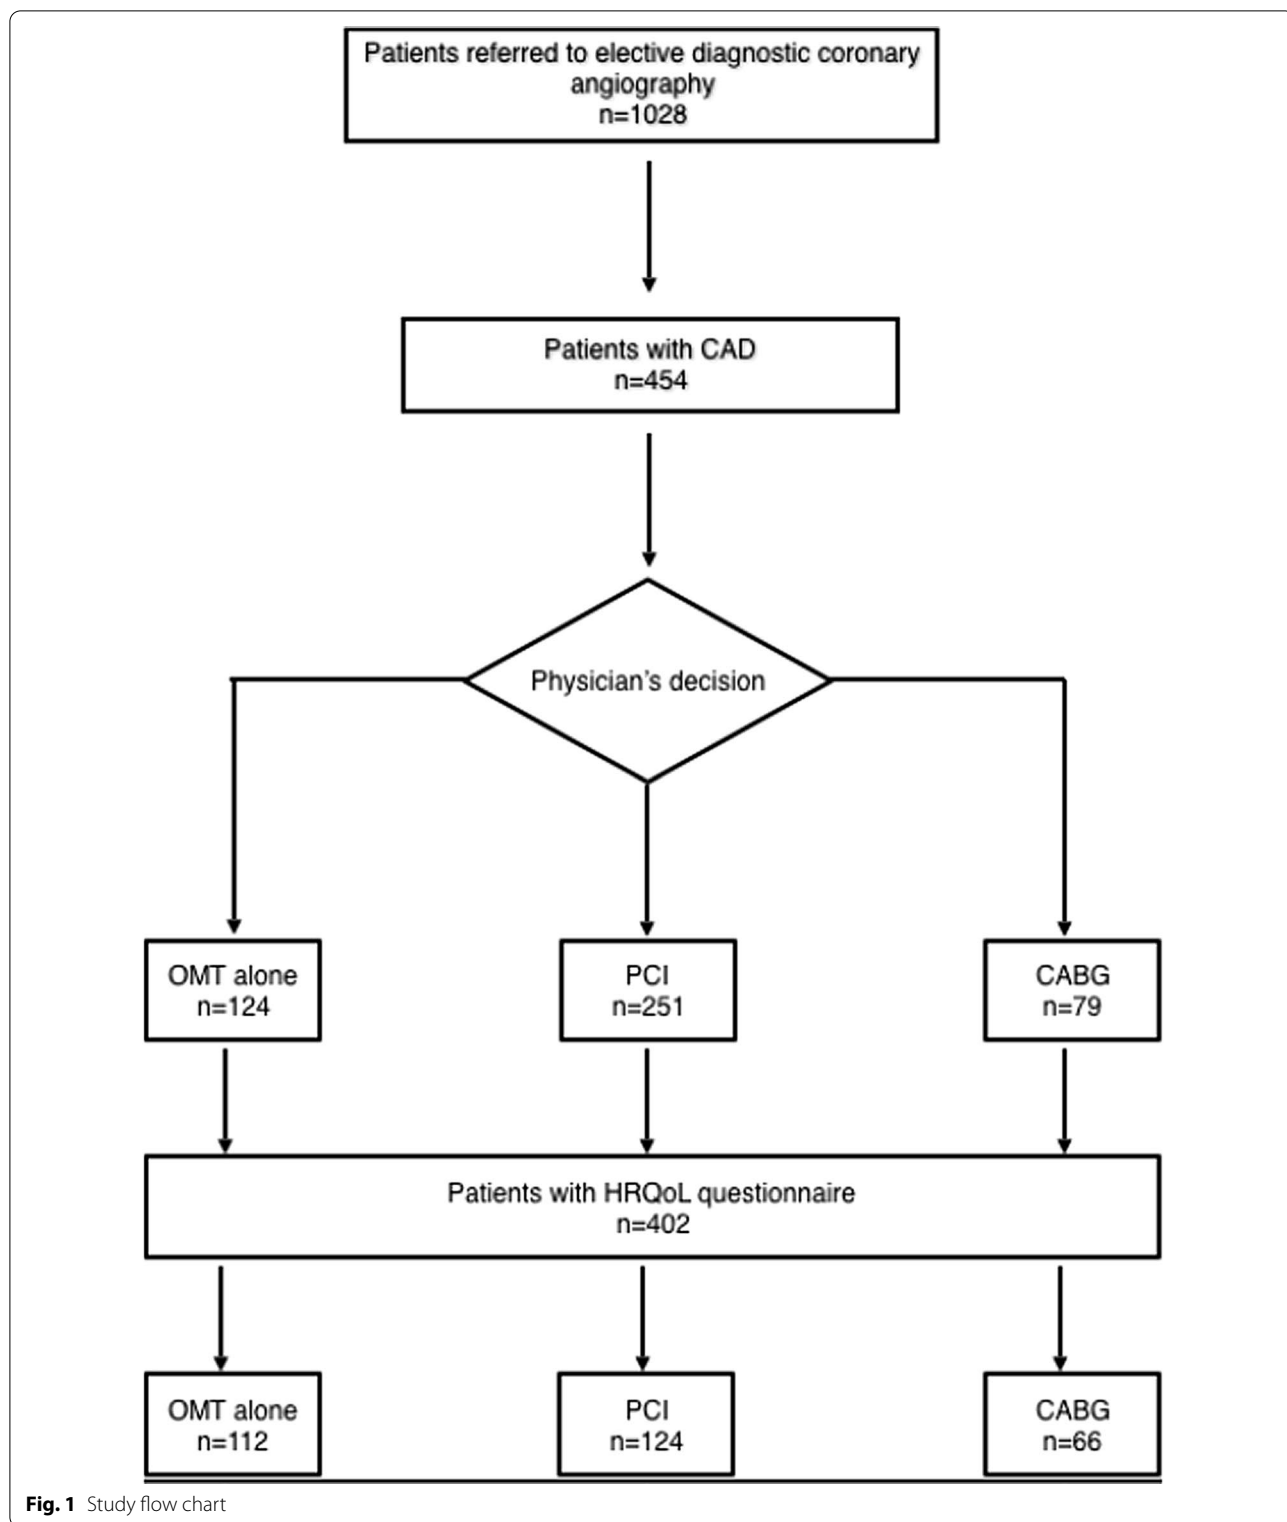 Patients referred to elective diagnostic coronary
angiography
n=1028
Patients with CAD
n=454
Physician's decision
OMT alone
n=124
PCI
n=251
CABG
n=79
Patients with HRQoL questionnaire
n=402
OMT alone
n=112
PCI
n=124
CABG
n=66
Fig. 1 Study flow chart